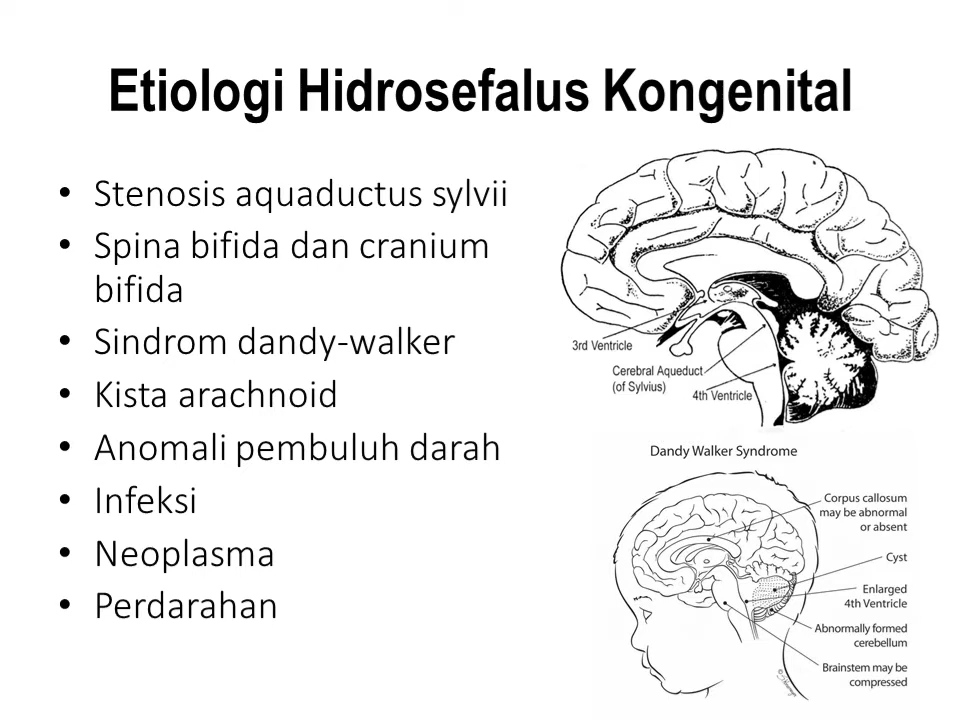 Etiologi Hidrosefalus Kongenital
• Stenosis aquaductus sylvii
• Spina bifida dan cranium
bifida
• Sindrom dandy-walker
• Kista arachnoid
• Anomali pembuluh darah
• Infeksi
• Neoplasma
• Perdarahan
3rd Ventricle
Cerebral Aqueduct
(of Sylvius)
4th Ventricle
Dandy Walker Syndrome
Corpus callosum
may be abnormal
or absent
Cyst
Enlarged
4th Ventricle
Abnormally formed
cerebellum
Brainstem may be
compressed